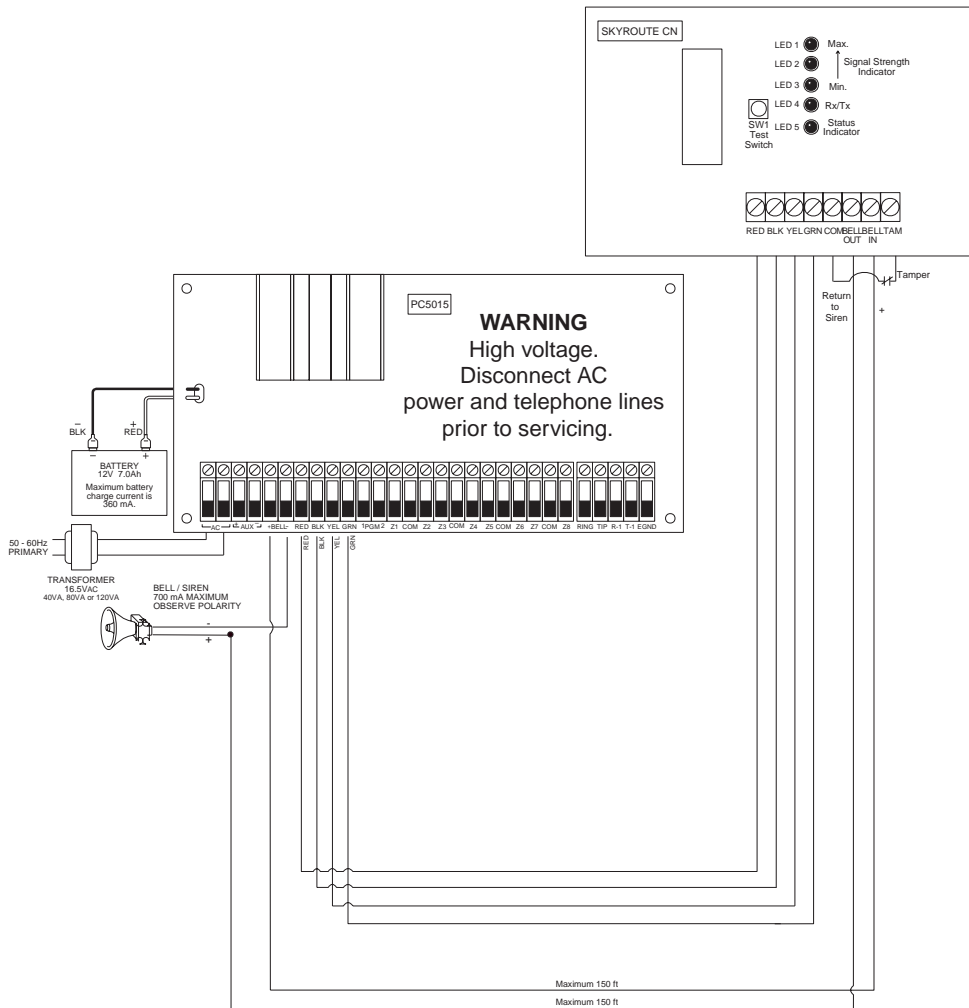 SKYROUTE CN
LED 1 Max.
LED 2 Signal Strength
Indicator
LED 3 Min.
LED 4 Rx/Tx
SW1
Test
Switch
LED 5 Status
Indicator
RED BLK YEL GRN COM BELL OUT BELL IN TAM
Tamper
Return
to
Siren
+
PC5015
WARNING
High voltage.
Disconnect AC
power and telephone lines
prior to servicing.
– +
BLK RED
– +
BATTERY
12V 7.0Ah
Maximum battery
charge current is
360 mA.
AC + AUX – +BELL- RED BLK YEL GRN 1PGM2 Z1 COM Z2 Z3 COM Z4 Z5 COM Z6 Z7 COM Z8 RING TIP R-1 T-1 EGND
RED BLK YEL GRN
50 - 60Hz
PRIMARY
TRANSFORMER
16.5VAC
40VA, 80VA or 120VA
BELL / SIREN
700 mA MAXIMUM
OBSERVE POLARITY
-
+
Maximum 150 ft
Maximum 150 ft